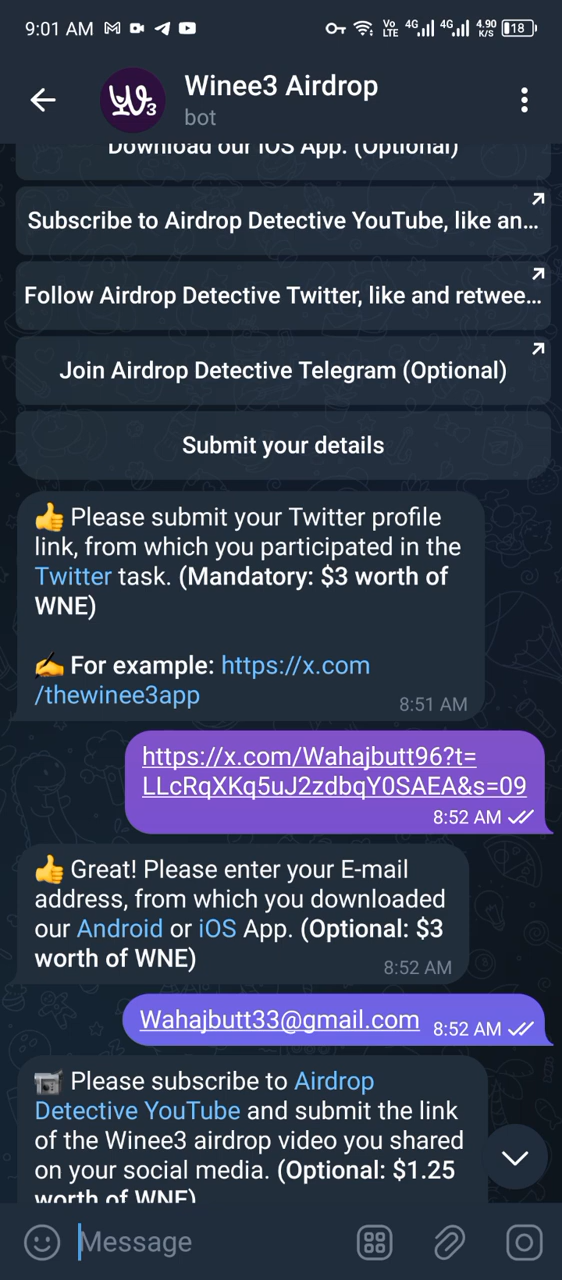 9:01 AM
Vo LTE 4G 4G 4.90 K/S 18
Winee3 Airdrop
bot
Download our iOS App. (Optional)
Subscribe to Airdrop Detective YouTube, like an...
Follow Airdrop Detective Twitter, like and retwee...
Join Airdrop Detective Telegram (Optional)
Submit your details
👍 Please submit your Twitter profile
link, from which you participated in the
Twitter task. (Mandatory: $3 worth of
WNE)
✍️ For example: https://x.com
/thewinee3app
8:51 AM
https://x.com/Wahajbutt96?t=
LLcRqXKq5uJ2zdbqY0SAEA&s=09
8:52 AM
👍 Great! Please enter your E-mail
address, from which you downloaded
our Android or iOS App. (Optional: $3
worth of WNE)
8:52 AM
Wahajbutt33@gmail.com 8:52 AM
📹 Please subscribe to Airdrop
Detective YouTube and submit the link
of the Winee3 airdrop video you shared
on your social media. (Optional: $1.25
worth of WNE)
Message